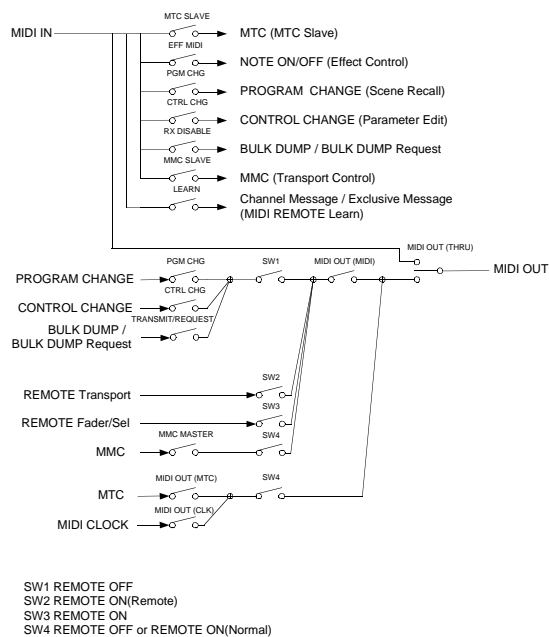 MTC SLAVE
MIDI IN
MTC (MTC Slave)
EFF MIDI
NOTE ON/OFF (Effect Control)
PGM CHG
PROGRAM CHANGE (Scene Recall)
CTRL CHG
CONTROL CHANGE (Parameter Edit)
RX DISABLE
BULK DUMP / BULK DUMP Request
MMC SLAVE
MMC (Transport Control)
LEARN
Channel Message / Exclusive Message
(MIDI REMOTE Learn)
MIDI OUT (THRU)
MIDI OUT
PGM CHG
SW1
MIDI OUT (MIDI)
PROGRAM CHANGE
CTRL CHG
CONTROL CHANGE
TRANSMIT/REQUEST
BULK DUMP /
BULK DUMP Request
SW2
REMOTE Transport
SW3
REMOTE Fader/Sel
MMC MASTER
SW4
MMC
MIDI OUT (MTC)
SW4
MTC
MIDI OUT (CLK)
MIDI CLOCK
SW1 REMOTE OFF
SW2 REMOTE ON(Remote)
SW3 REMOTE ON
SW4 REMOTE OFF or REMOTE ON(Normal)